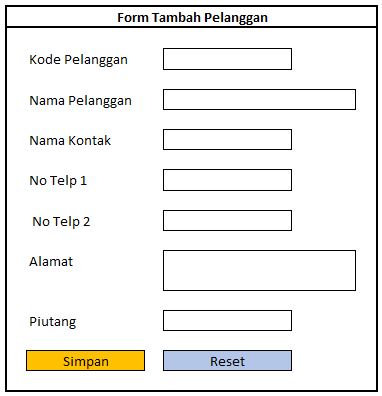 Form Tambah Pelanggan
Kode Pelanggan
Nama Pelanggan
Nama Kontak
No Telp 1
No Telp 2
Alamat
Piutang
Simpan Reset